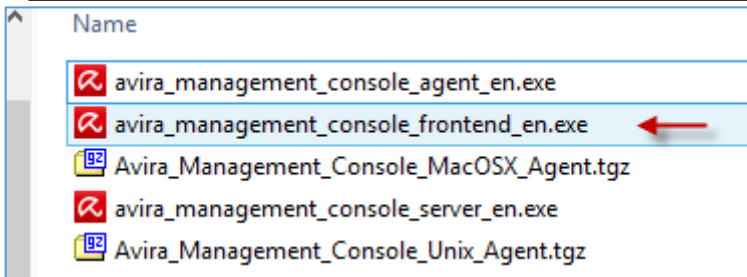 Name
avira_management_console_agent_en.exe
avira_management_console_frontend_en.exe
Avira_Management_Console_MacOSX_Agent.tgz
avira_management_console_server_en.exe
Avira_Management_Console_Unix_Agent.tgz